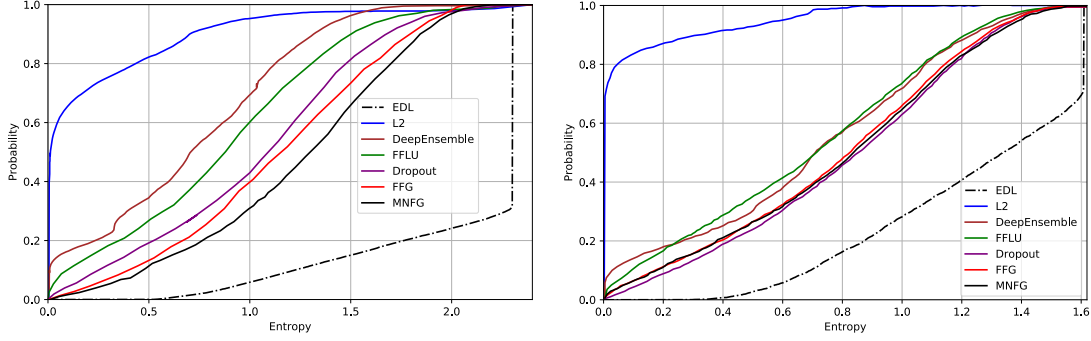 1.0
0.8
0.6
0.4
0.2
0.0
Probability
0.0 0.5 1.0 1.5 2.0
Entropy
EDL
L2
DeepEnsemble
FFLU
Dropout
FFG
MNFG
1.0
0.8
0.6
0.4
0.2
0.0
Probability
0.0 0.2 0.4 0.6 0.8 1.0 1.2 1.4 1.6
Entropy
EDL
L2
DeepEnsemble
FFLU
Dropout
FFG
MNFG